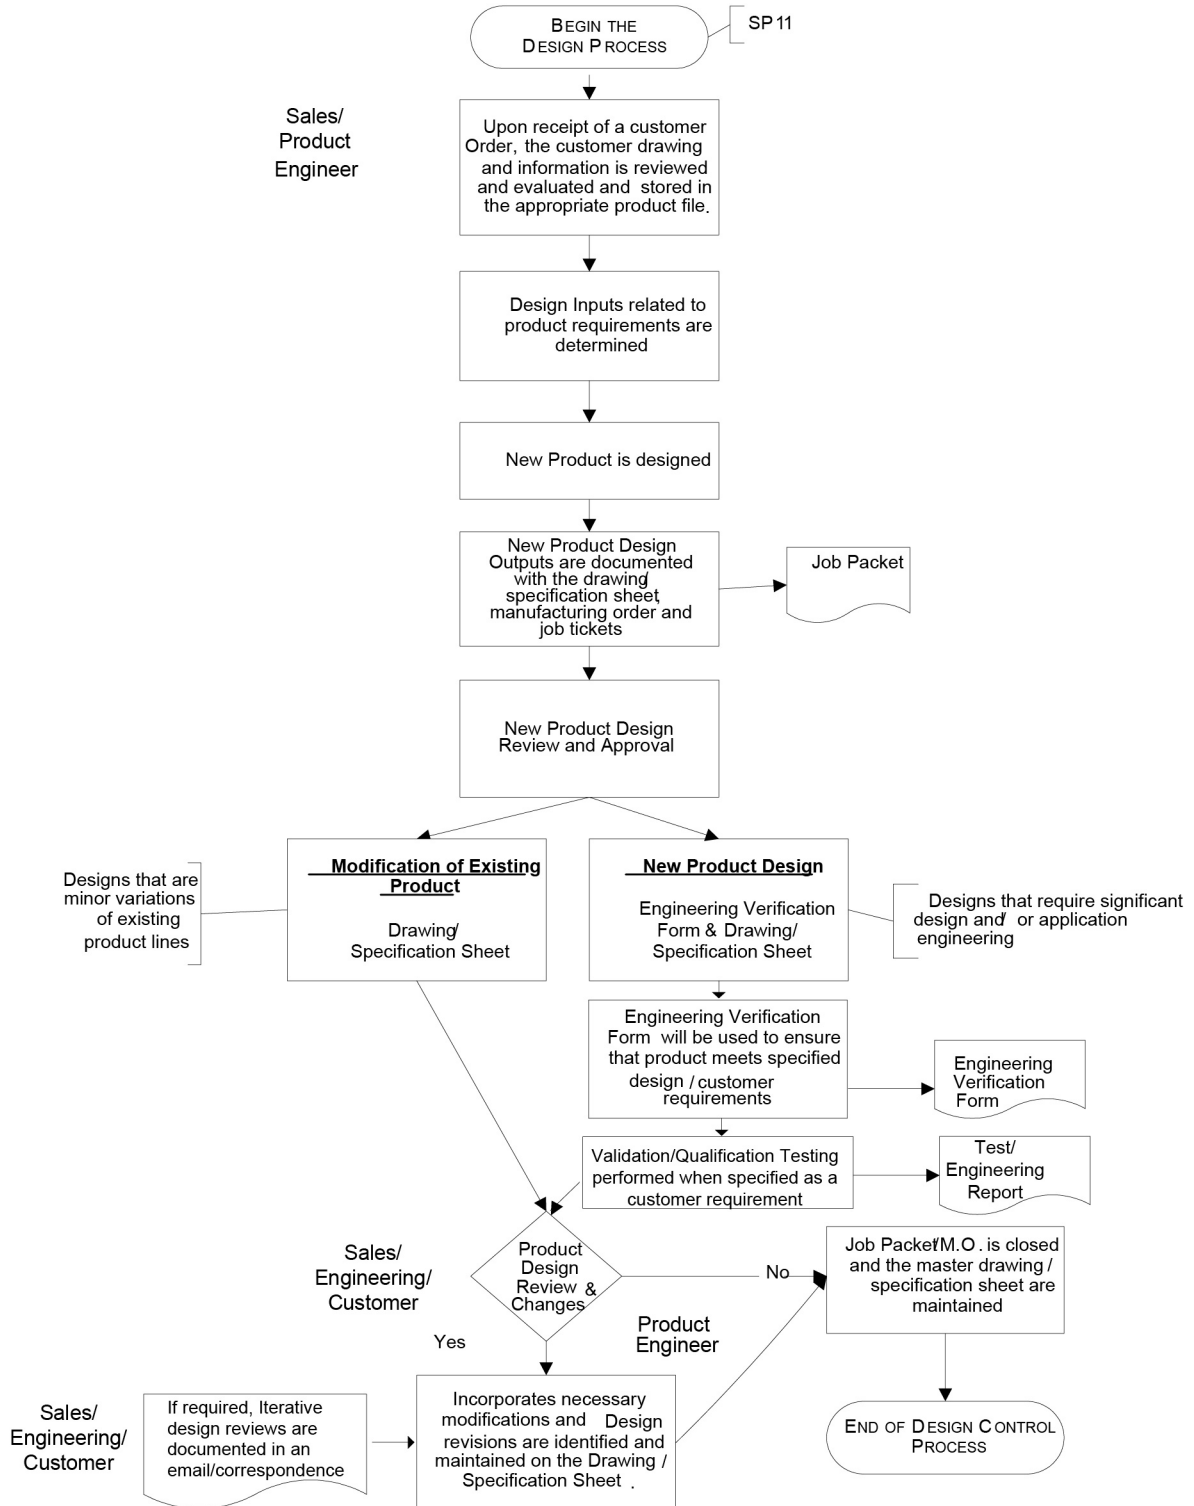 BEGIN THE
DESIGN PROCESS
SP 11
Sales/
Product
Engineer
Upon receipt of a customer
Order, the customer drawing
and information is reviewed
and evaluated and stored in
the appropriate product file.
Design Inputs related to
product requirements are
determined
New Product is designed
New Product Design
Outputs are documented
with the drawing/
specification sheet,
manufacturing order and
job tickets
Job Packet
New Product Design
Review and Approval
Designs that are
minor variations
of existing
product lines
Modification of Existing
Product
Drawing/
Specification Sheet
New Product Design
Engineering Verification
Form & Drawing/
Specification Sheet
Designs that require significant
design and/ or application
engineering
Engineering Verification
Form will be used to ensure
that product meets specified
design / customer
requirements
Engineering
Verification
Form
Validation/Qualification Testing
performed when specified as a
customer requirement
Test/
Engineering
Report
Sales/
Engineering/
Customer
Product
Design
Review &
Changes
No
Job Packet/M.O. is closed
and the master drawing /
specification sheet are
maintained
Yes
Product
Engineer
Sales/
Engineering/
Customer
If required, Iterative
design reviews are
documented in an
email/correspondence
Incorporates necessary
modifications and Design
revisions are identified and
maintained on the Drawing /
Specification Sheet .
END OF DESIGN CONTROL
PROCESS